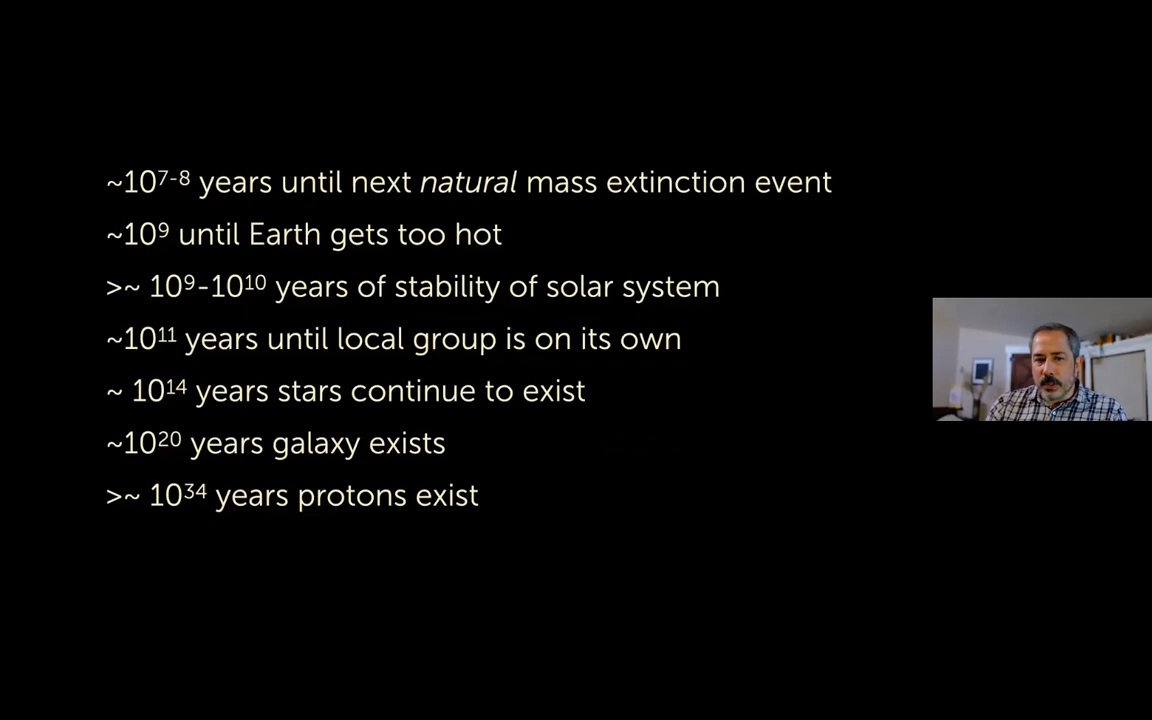 ~10⁷⁻⁸ years until next natural mass extinction event
~10⁹ until Earth gets too hot
>~ 10⁹-10¹⁰ years of stability of solar system
~10¹¹ years until local group is on its own
~ 10¹⁴ years stars continue to exist
~10²⁰ years galaxy exists
>~ 10³⁴ years protons exist